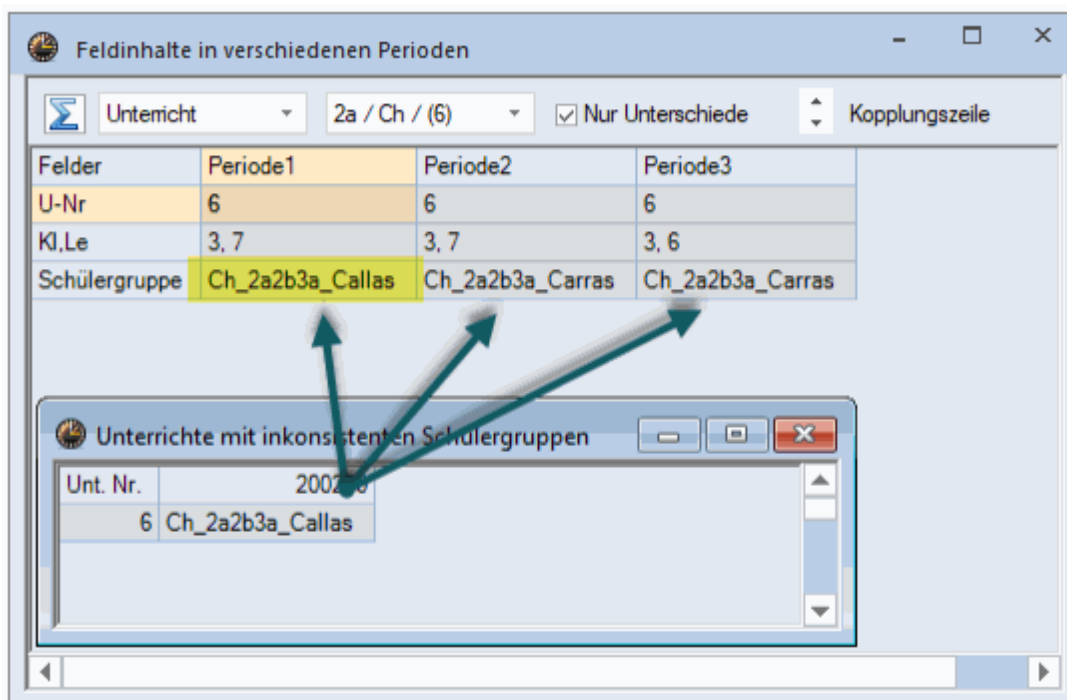 Feldinhalte in verschiedenen Perioden
Unterricht 2a / Ch / (6) Nur Unterschiede Kopplungszeile
Felder Periode1 Periode2 Periode3
U-Nr 6 6 6
Kl,Le 3, 7 3, 7 3, 6
Schülergruppe Ch_2a2b3a_Callas Ch_2a2b3a_Carras Ch_2a2b3a_Carras
Unterrichte mit inkonsistenten Schülergruppen
Unt. Nr.
6 Ch_2a2b3a_Callas